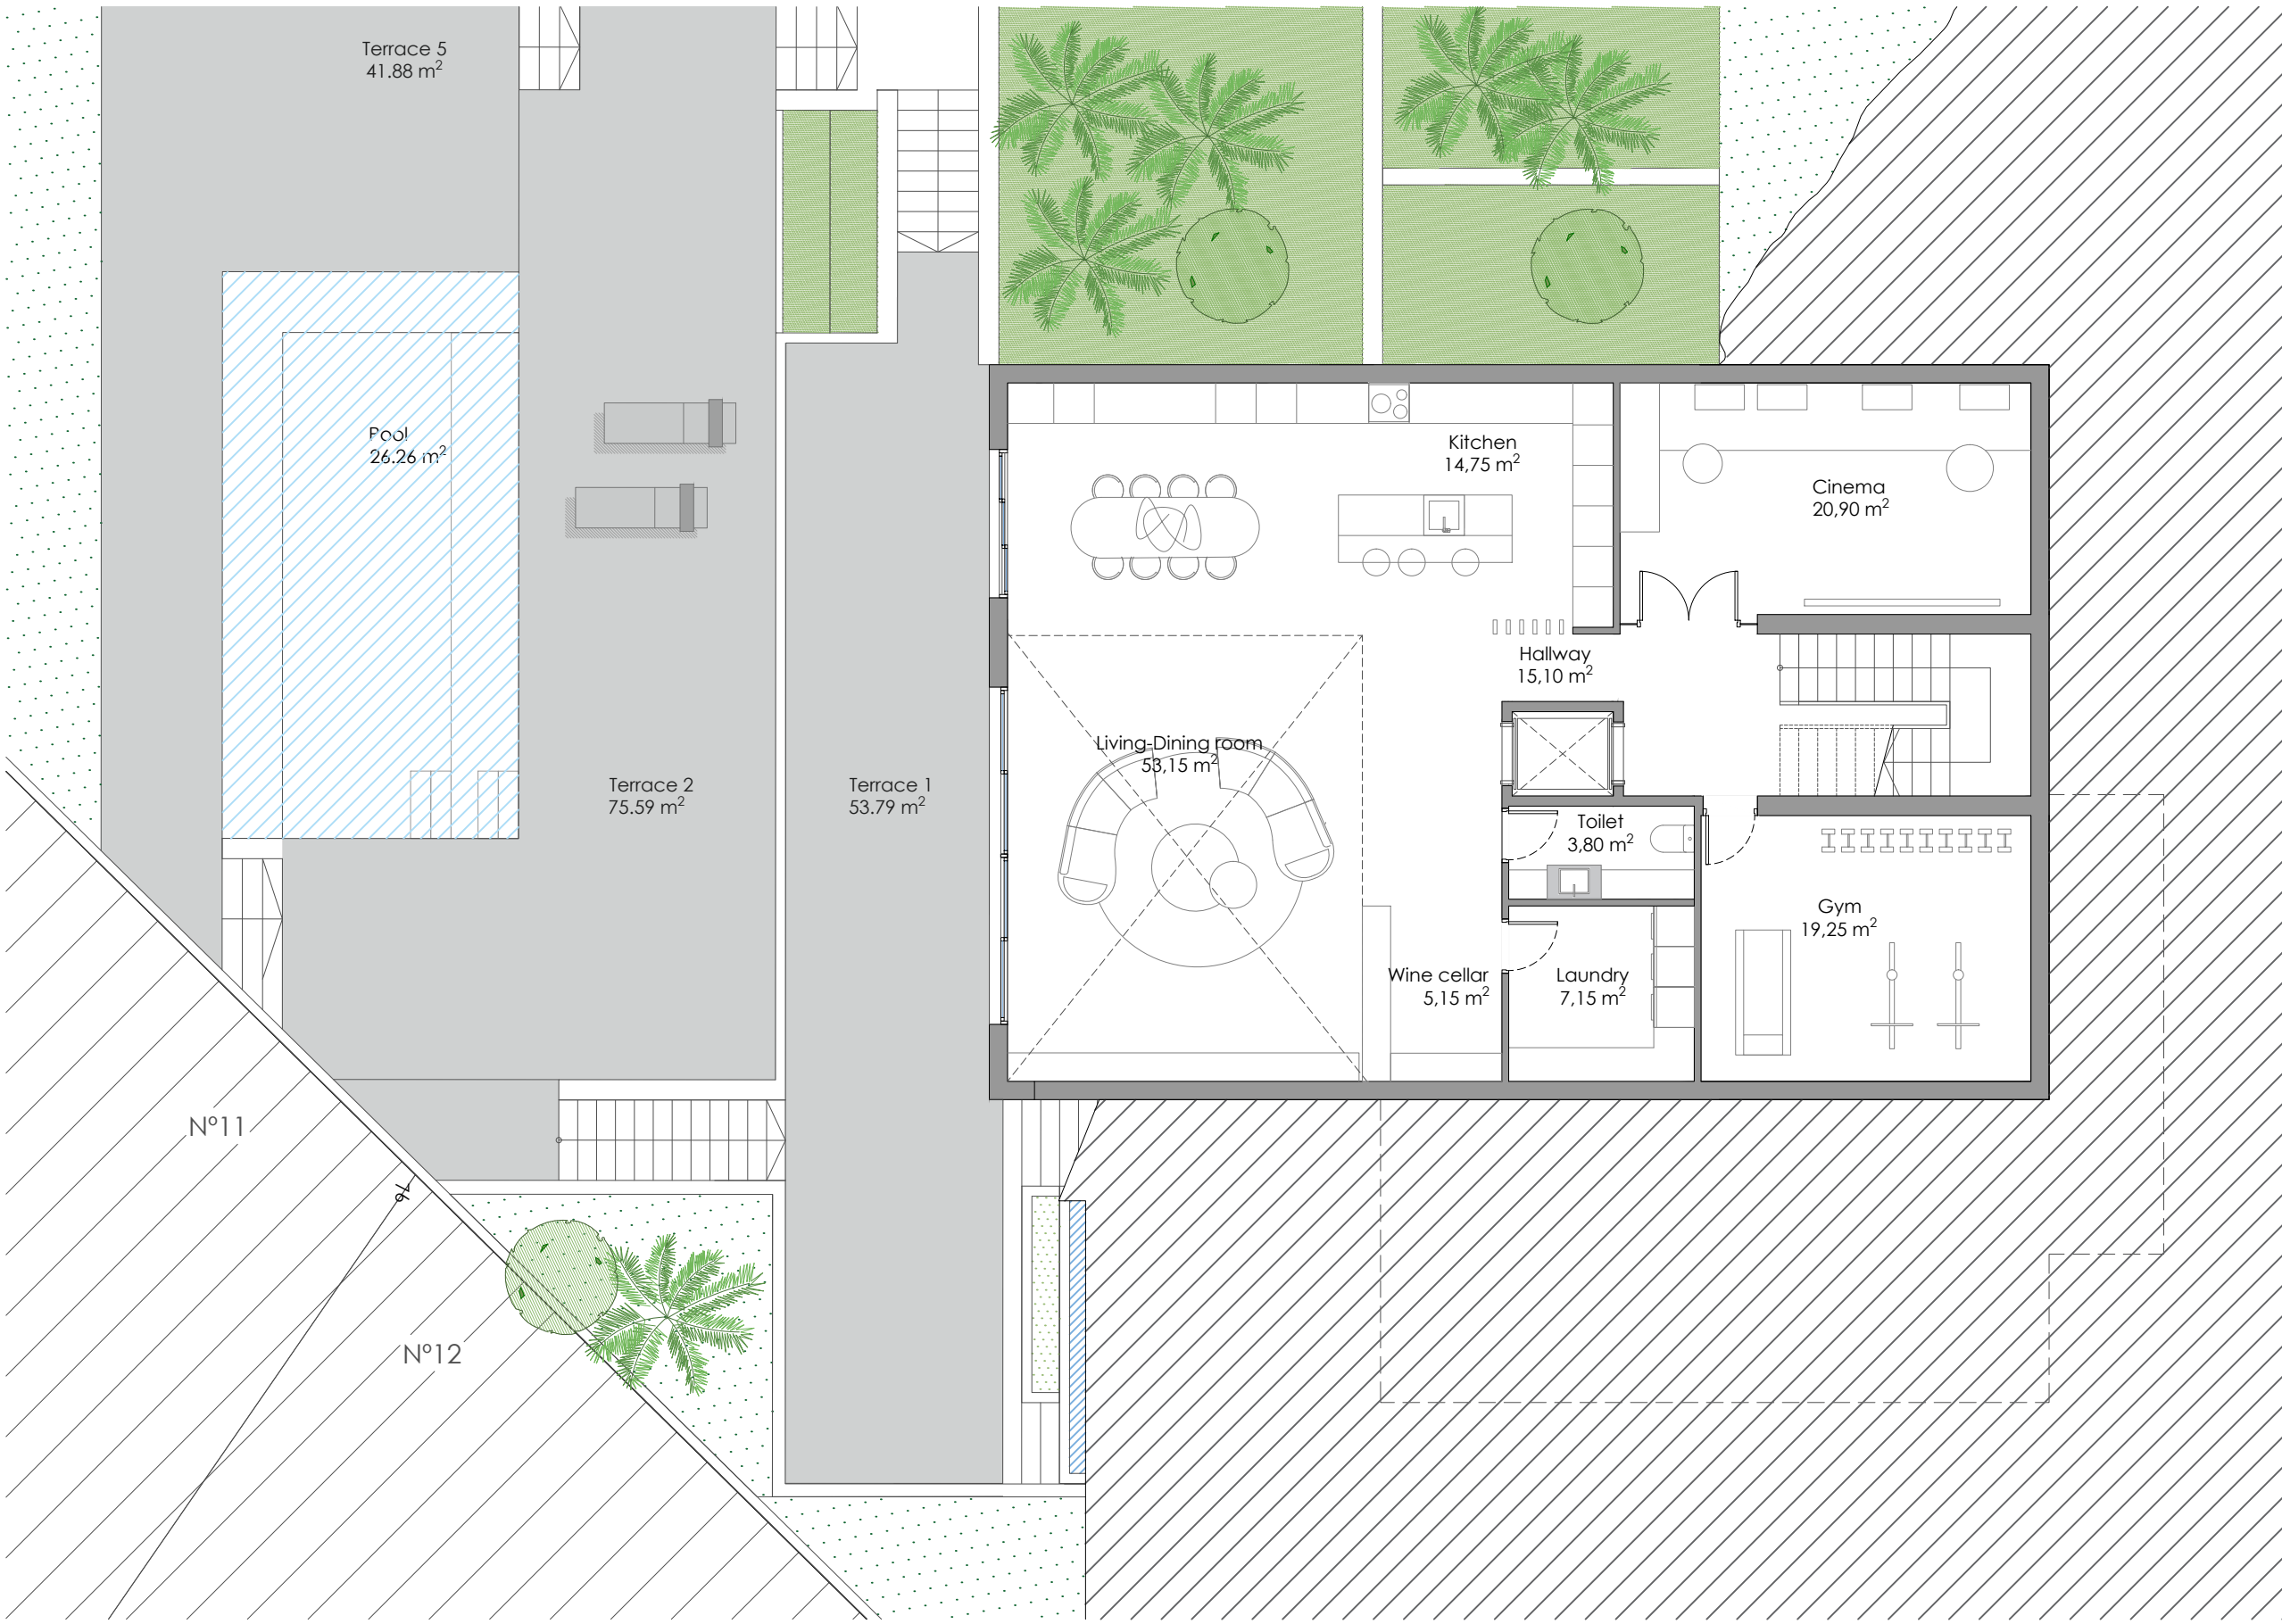 Terrace 5
41.88 m²
Pool
26.26 m²
Kitchen
14,75 m²
Cinema
20,90 m²
Hallway
15,10 m²
Living-Dining room
53,15 m²
Terrace 2
75.59 m²
Terrace 1
53.79 m²
Toilet
3,80 m²
Gym
19,25 m²
Wine cellar
5,15 m²
Laundry
7,15 m²
Nº11
76
Nº12